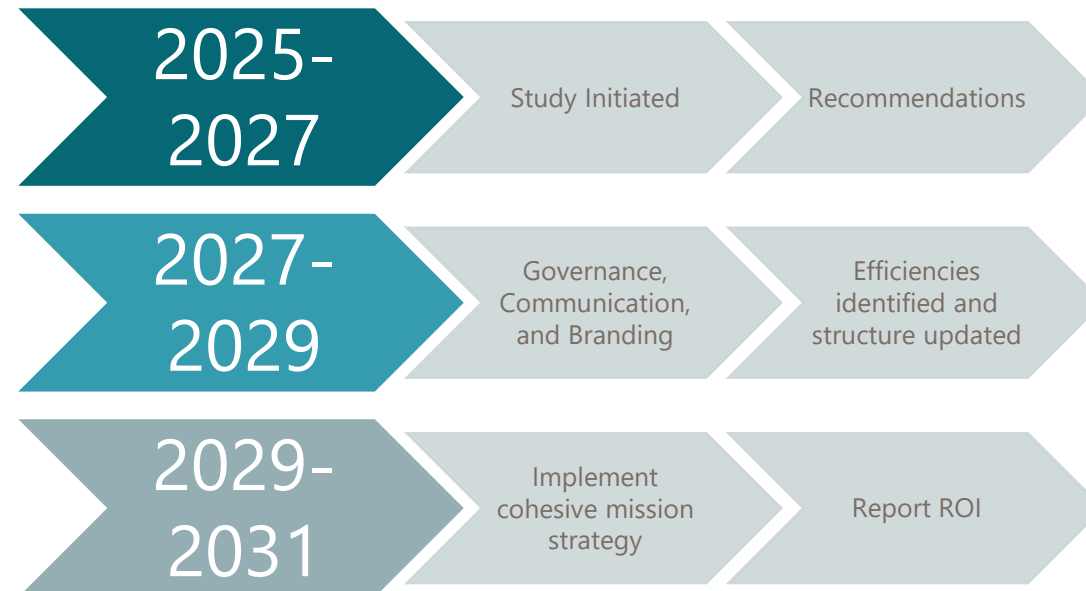 2025-
2027
Study Initiated
Recommendations
2027-
2029
Governance,
Communication,
and Branding
Efficiencies
identified and
structure updated
2029-
2031
Implement
cohesive mission
strategy
Report ROI